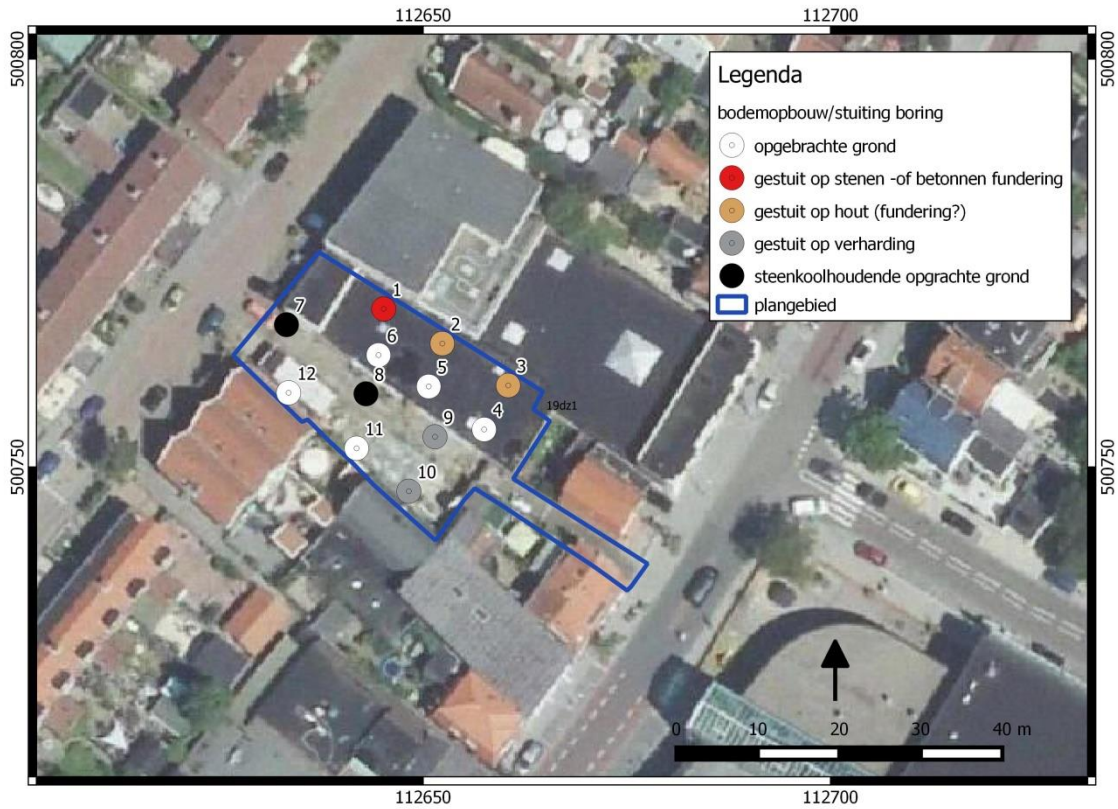 112650
112700
500800
500800
Legenda
bodemopbouw/stuiting boring
opgebrachte grond
gestuit op stenen -of betonnen fundering
gestuit op hout (fundering?)
gestuit op verharding
steenkoolhoudende opgrachte grond
plangebied
1
7
2
6
12
5
3
8
19dz1
9
4
11
500750
500750
10
0
10
20
30
40 m
112650
112700